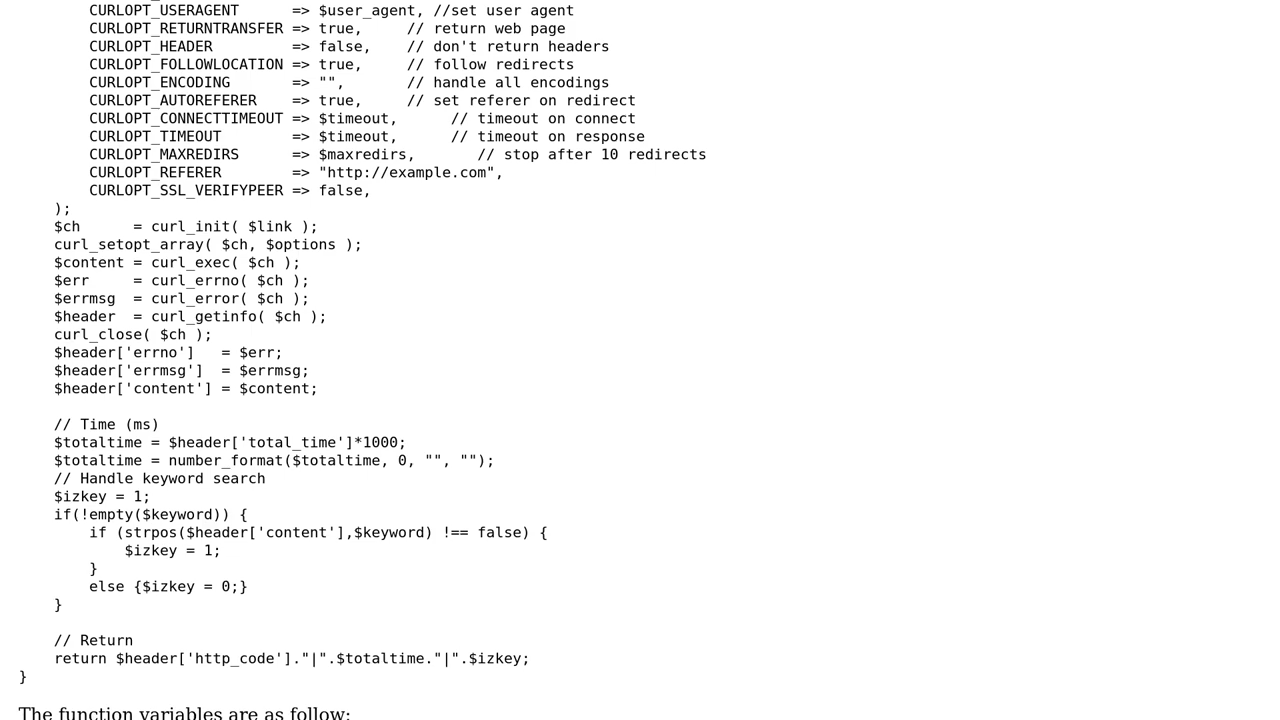 CURLOPT_USERAGENT      => $user_agent, //set user agent
CURLOPT_RETURNTRANSFER => true,     // return web page
CURLOPT_HEADER         => false,    // don't return headers
CURLOPT_FOLLOWLOCATION => true,     // follow redirects
CURLOPT_ENCODING       => "",       // handle all encodings
CURLOPT_AUTOREFERER    => true,     // set referer on redirect
CURLOPT_CONNECTTIMEOUT => $timeout,      // timeout on connect
CURLOPT_TIMEOUT        => $timeout,      // timeout on response
CURLOPT_MAXREDIRS      => $maxredirs,       // stop after 10 redirects
CURLOPT_REFERER        => "http://example.com",
CURLOPT_SSL_VERIFYPEER => false,
);
$ch      = curl_init( $link );
curl_setopt_array( $ch, $options );
$content = curl_exec( $ch );
$err     = curl_errno( $ch );
$errmsg  = curl_error( $ch );
$header  = curl_getinfo( $ch );
curl_close( $ch );
$header['errno']   = $err;
$header['errmsg']  = $errmsg;
$header['content'] = $content;
// Time (ms)
$totaltime = $header['total_time']*1000;
$totaltime = number_format($totaltime, 0, "", "");
// Handle keyword search
$izkey = 1;
if(!empty($keyword)) {
if (strpos($header['content'],$keyword) !== false) {
$izkey = 1;
}
else {$izkey = 0;}
}
// Return
return $header['http_code']."|".$totaltime."|".$izkey;
}
The function variables are as follow: